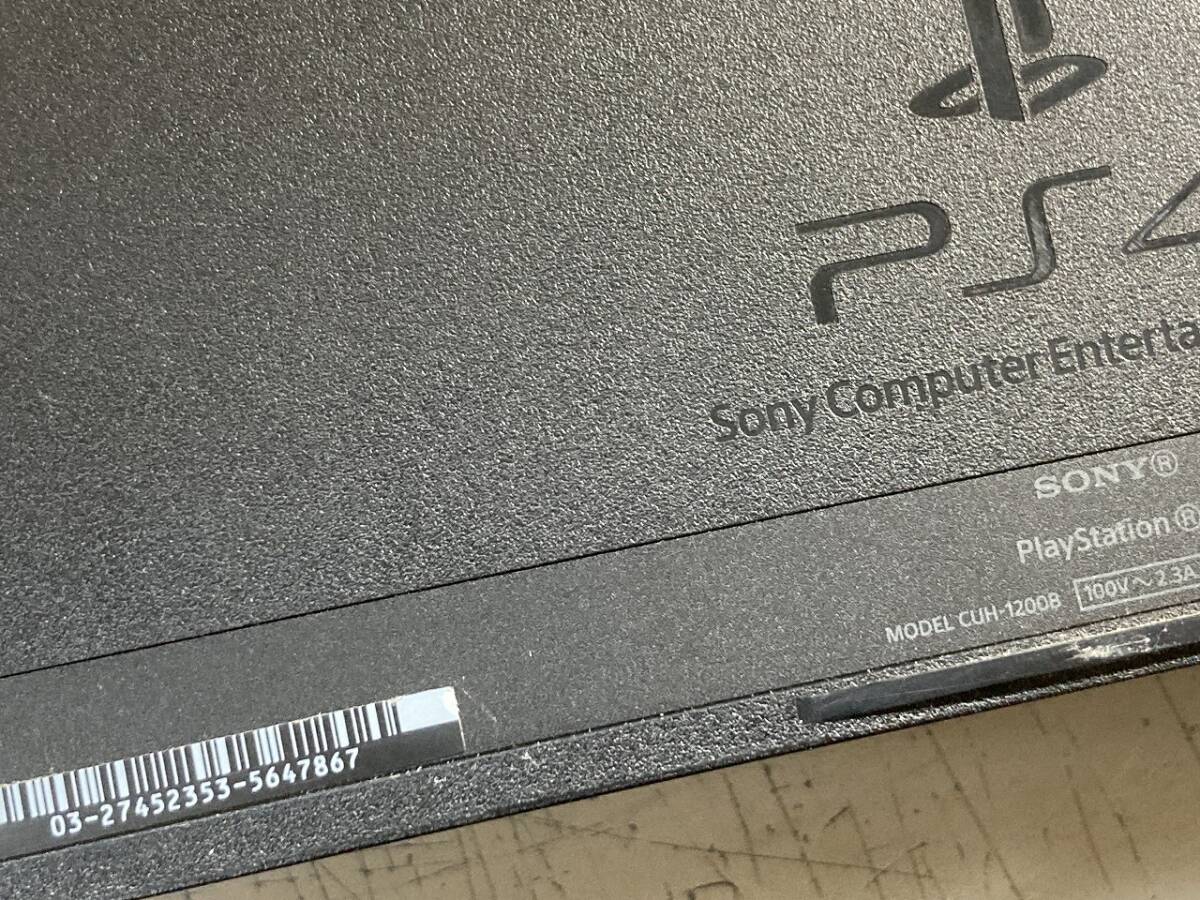 PS4
Sony Computer Enterta
SONY®
PlayStation®
MODEL CUH-1200B 100V～2.3A
03-27452353-5647867